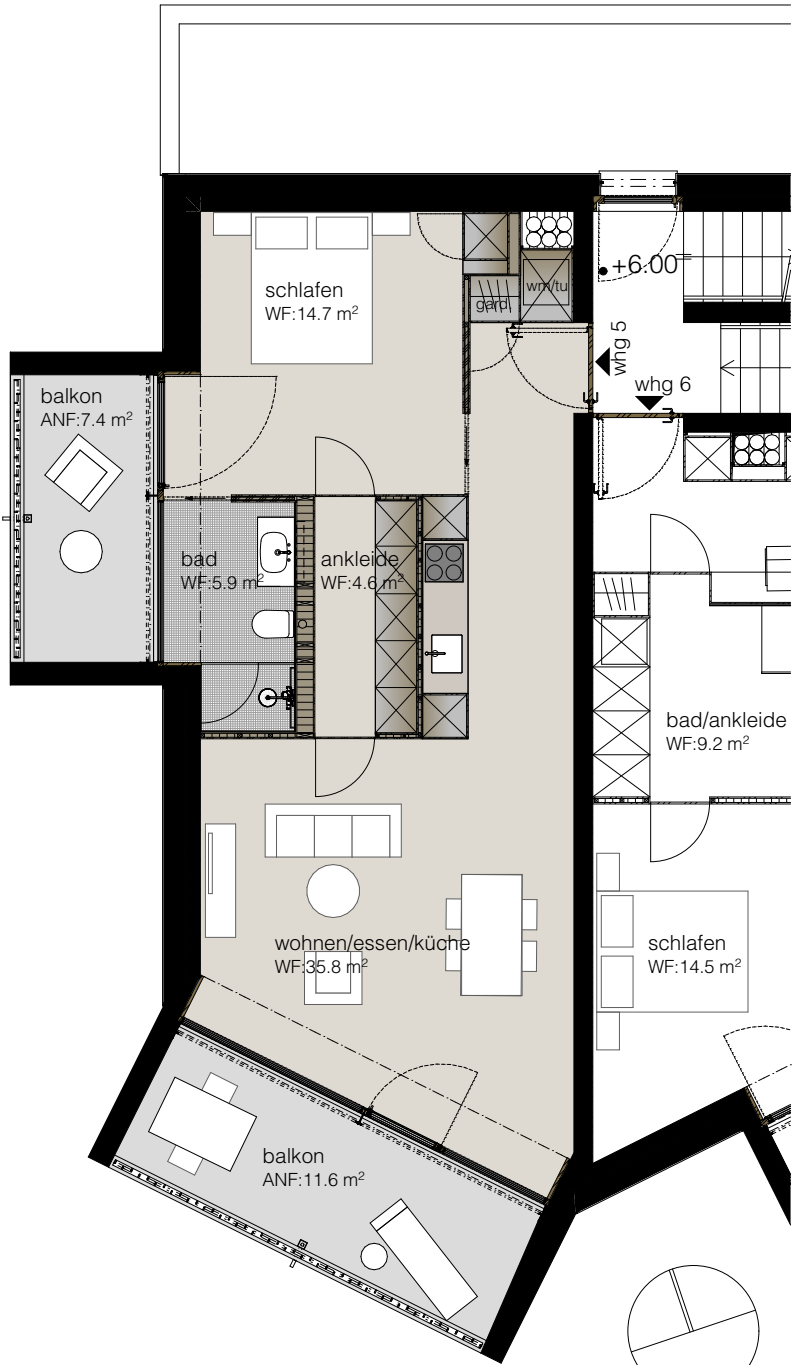 +6.00
schlafen
WF:14.7 m²
wm/tu
gard.
whg 5
whg 6
balkon
ANF:7.4 m²
bad
WF:5.9 m²
ankleide
WF:4.6 m²
bad/ankleide
WF:9.2 m²
wohnen/essen/küche
WF:35.8 m²
schlafen
WF:14.5 m²
balkon
ANF:11.6 m²